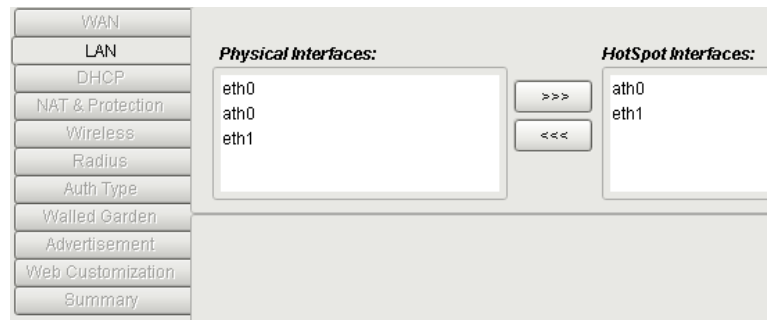 WAN
LAN
DHCP
NAT & Protection
Wireless
Radius
Auth Type
Walled Garden
Advertisement
Web Customization
Summary
Physical Interfaces:
eth0
ath0
eth1
>>>
<<<
HotSpot Interfaces:
ath0
eth1